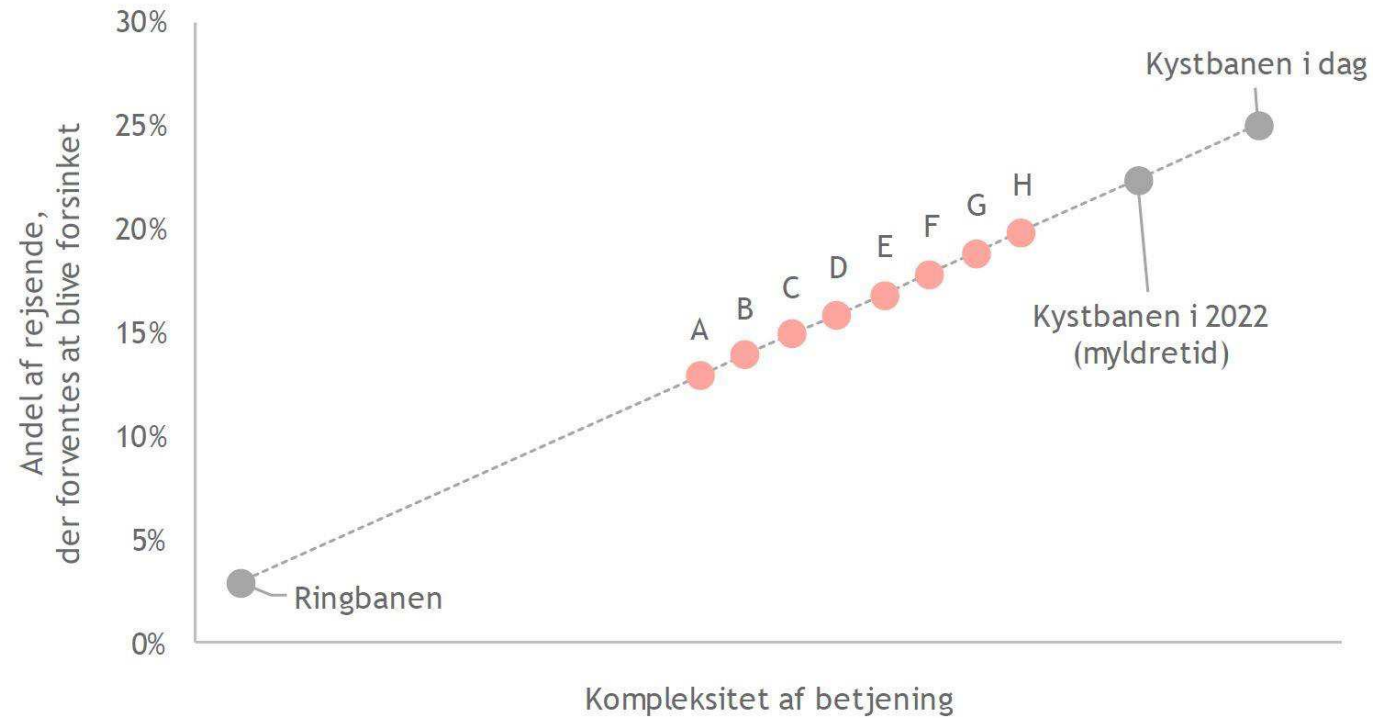 30%
25%
20%
15%
10%
5%
0%
Andel af rejsende,
der forventes at blive forsinket
Kystbanen i dag
A
B
C
D
E
F
G
H
Kystbanen i 2022
(myldretid)
Ringbanen
Kompleksitet af betjening